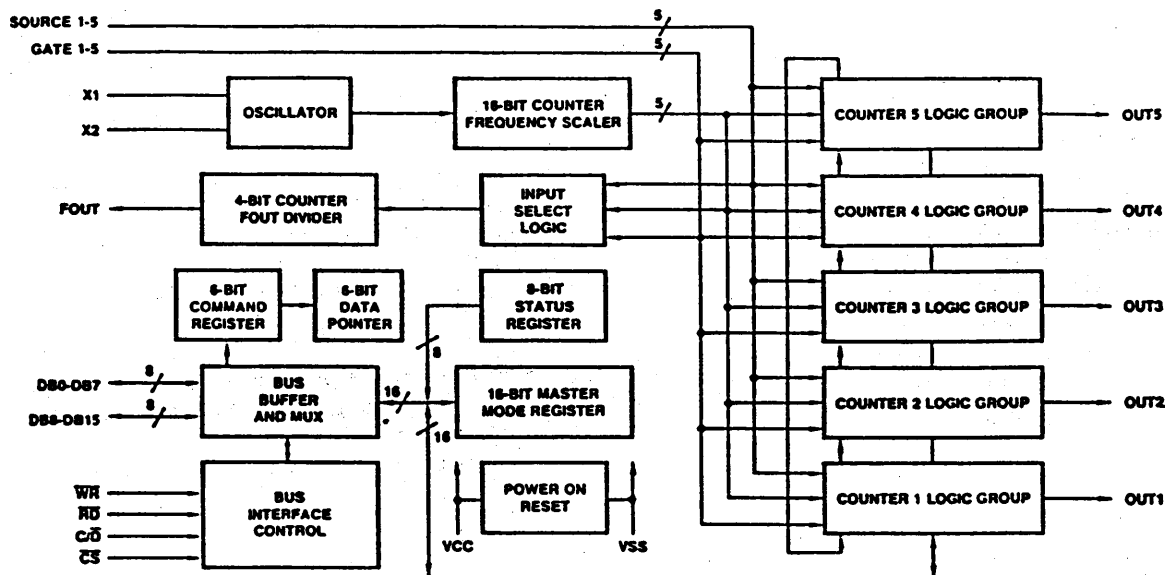 SOURCE 1-5
5
GATE 1-5
5
X1
X2
OSCILLATOR
16-BIT COUNTER
FREQUENCY SCALER
5
COUNTER 5 LOGIC GROUP
OUT5
FOUT
4-BIT COUNTER
FOUT DIVIDER
INPUT
SELECT
LOGIC
COUNTER 4 LOGIC GROUP
OUT4
6-BIT
COMMAND
REGISTER
6-BIT
DATA
POINTER
8-BIT
STATUS
REGISTER
8
COUNTER 3 LOGIC GROUP
OUT3
DB0-DB7
8
DB8-DB15
8
BUS
BUFFER
AND MUX
16
16
16-BIT MASTER
MODE REGISTER
COUNTER 2 LOGIC GROUP
OUT2
W̅R̅
R̅D̅
C/D̅
C̅S̅
BUS
INTERFACE
CONTROL
POWER ON
RESET
VCC
VSS
COUNTER 1 LOGIC GROUP
OUT1